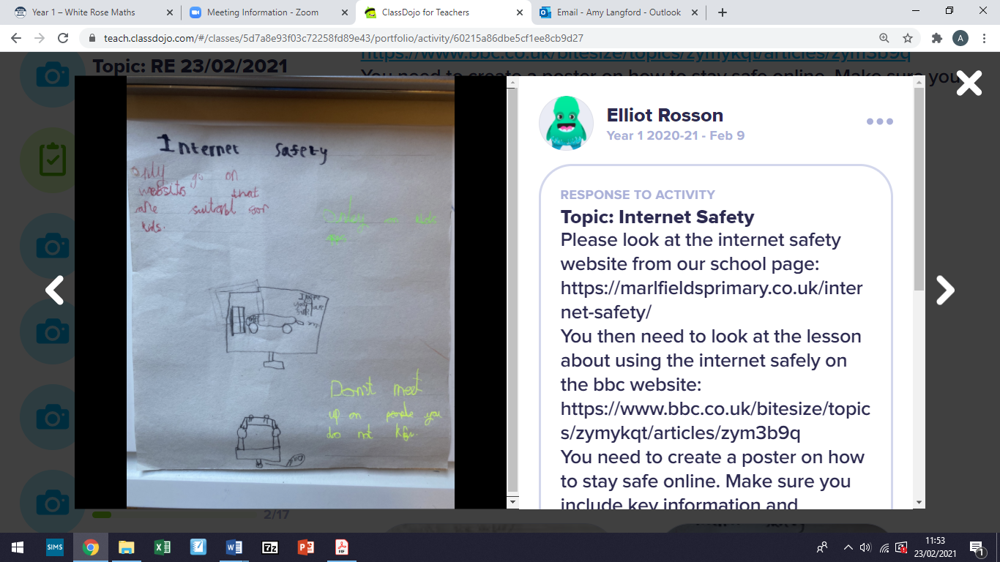 Year 1 – White Rose Maths
Meeting Information - Zoom
ClassDojo for Teachers
Email - Amy Langford - Outlook
teach.classdojo.com/#/classes/5d7a8e93f03c72258fd89e43/portfolio/activity/60215a86dbe5cf1ee8cb9d27
A
Topic: RE 23/02/2021
https://www.bbc.co.uk/bitesize/topics/zymykqt/articles/zym3b9q
You need to create a poster on how to stay safe online. Make sure you
Internet Safety
Only go on
websits that
are suitabl for
kids.
on kids
Don't meet
up on people you
do not
Elliot Rosson
Year 1 2020-21 - Feb 9
RESPONSE TO ACTIVITY
Topic: Internet Safety
Please look at the internet safety
website from our school page:
https://marlfieldsprimary.co.uk/inter
net-safety/
You then need to look at the lesson
about using the internet safely on
the bbc website:
https://www.bbc.co.uk/bitesize/topic
s/zymykqt/articles/zym3b9q
You need to create a poster on how
to stay safe online. Make sure you
include key information and
2/17
SIMS
7z
11:53
23/02/2021
1